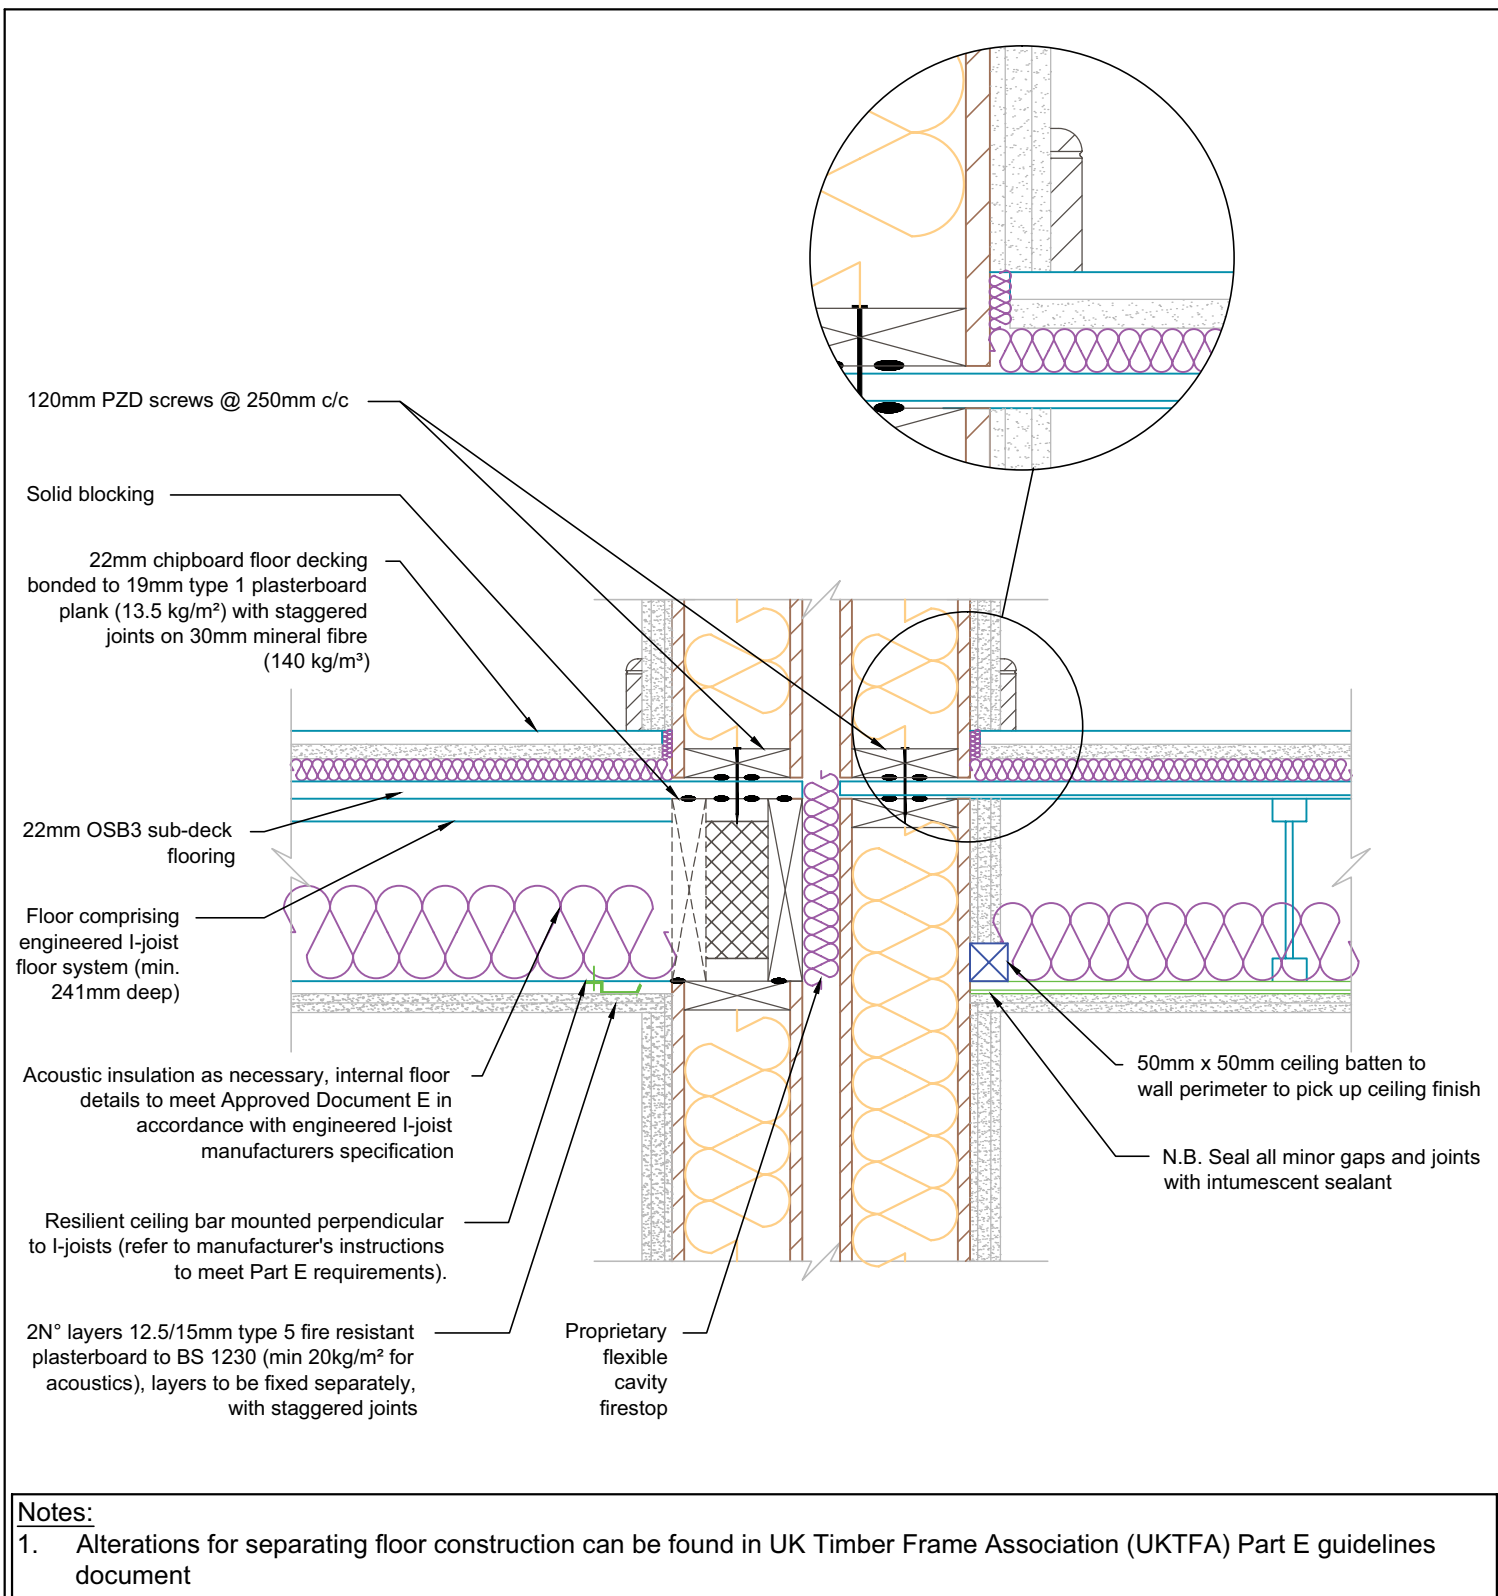 120mm PZD screws @ 250mm c/c
Solid blocking
22mm chipboard floor decking
bonded to 19mm type 1 plasterboard
plank (13.5 kg/m²) with staggered
joints on 30mm mineral fibre
(140 kg/m³)
22mm OSB3 sub-deck
flooring
Floor comprising
engineered I-joist
floor system (min.
241mm deep)
Acoustic insulation as necessary, internal floor
details to meet Approved Document E in
accordance with engineered I-joist
manufacturers specification
Resilient ceiling bar mounted perpendicular
to I-joists (refer to manufacturer's instructions
to meet Part E requirements).
2N° layers 12.5/15mm type 5 fire resistant
plasterboard to BS 1230 (min 20kg/m² for
acoustics), layers to be fixed separately,
with staggered joints
Proprietary
flexible
cavity
firestop
50mm x 50mm ceiling batten to
wall perimeter to pick up ceiling finish
N.B. Seal all minor gaps and joints
with intumescent sealant
Notes:
1. Alterations for separating floor construction can be found in UK Timber Frame Association (UKTFA) Part E guidelines
document